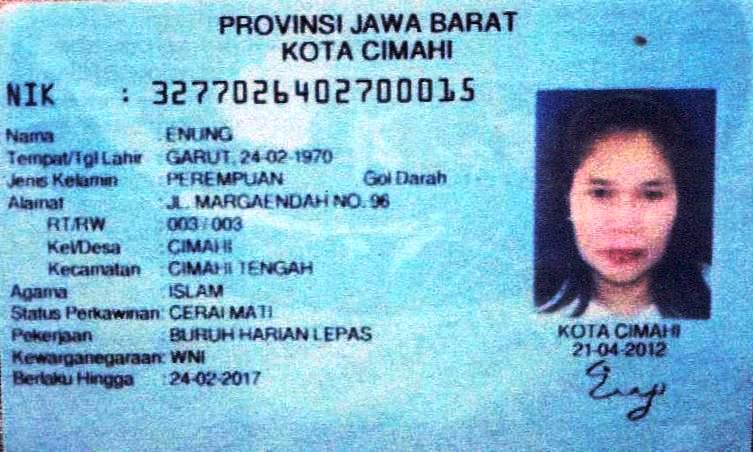 PROVINSI JAWA BARAT
KOTA CIMAHI
NIK : 3277026402700015
Nama : ENUNG
Tempat/Tgl Lahir : GARUT, 24-02-1970
Jenis Kelamin : PEREMPUAN Gol Darah
Alamat : JL. MARGAENDAH NO. 96
RT/RW : 003 / 003
Kel/Desa : CIMAHI
Kecamatan : CIMAHI TENGAH
Agama : ISLAM
Status Perkawinan: CERAI MATI
Pekerjaan : BURUH HARIAN LEPAS
Kewarganegaraan: WNI
Berlaku Hingga : 24-02-2017
KOTA CIMAHI
21-04-2012